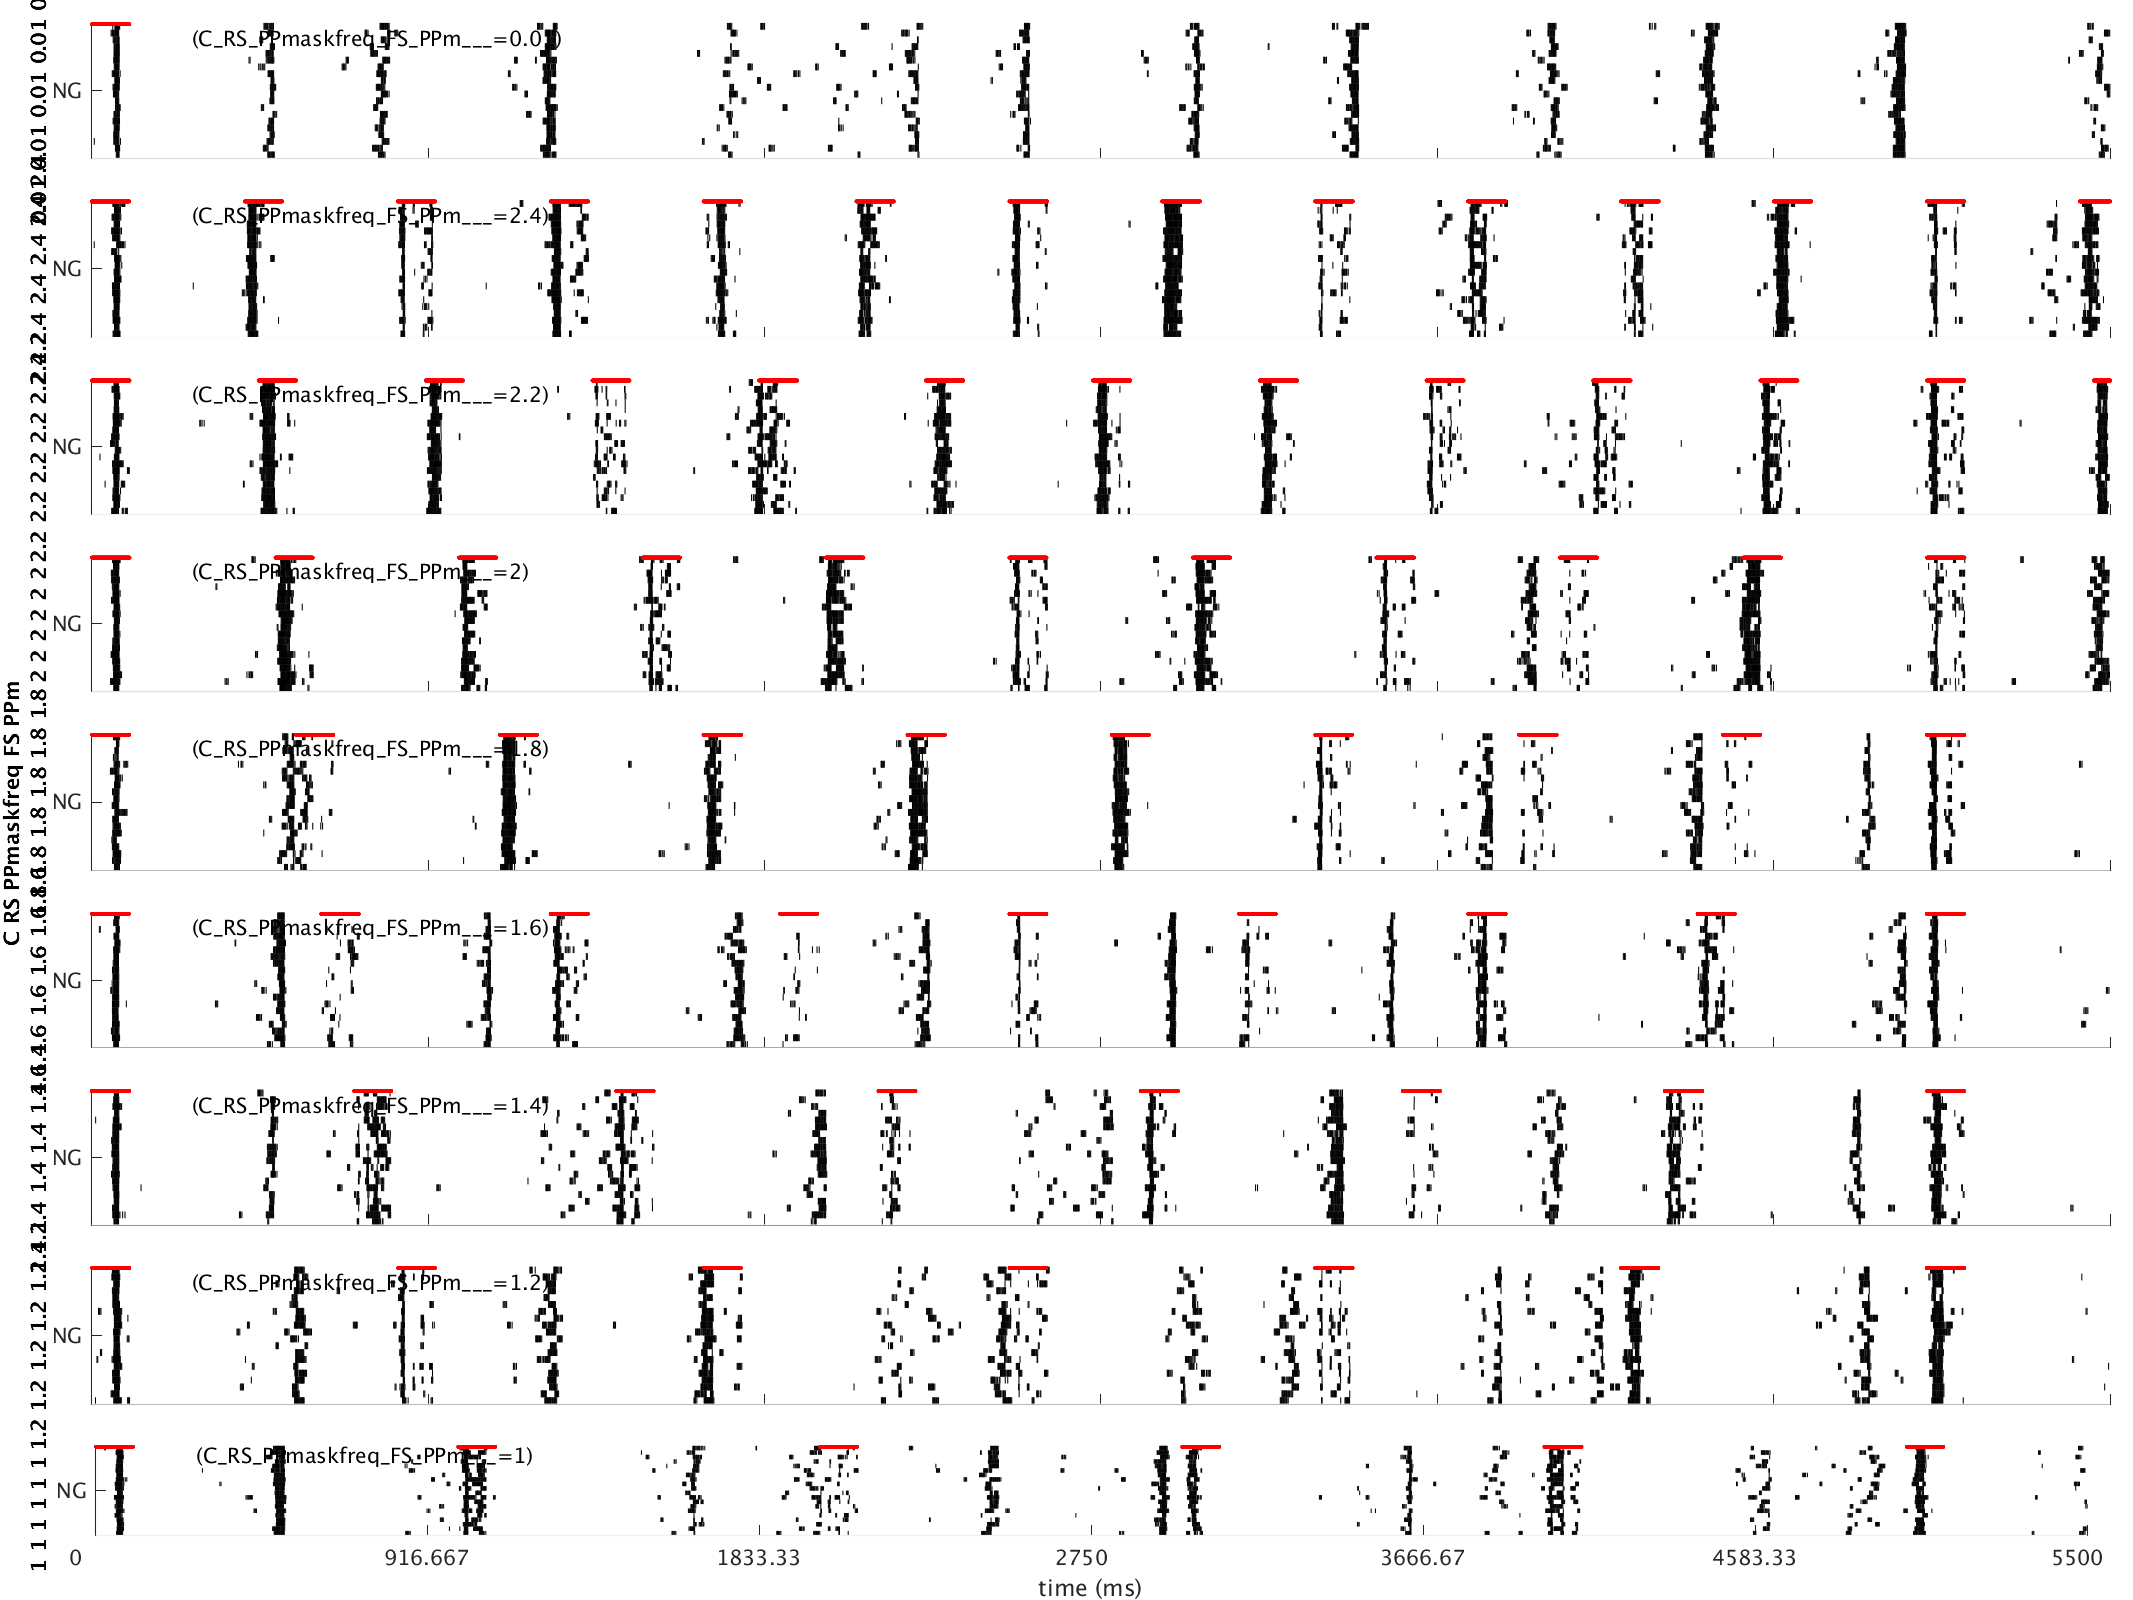 (C_RS_PPmaskfreq_FS_PPm___=0.01)
NG
(C_RS_PPmaskfreq_FS_PPm___=2.4)
NG
(C_RS_PPmaskfreq_FS_PPm___=2.2)
NG
(C_RS_PPmaskfreq_FS_PPm___=2)
NG
C RS PPmaskfreq FS PPm
(C_RS_PPmaskfreq_FS_PPm___=1.8)
NG
(C_RS_PPmaskfreq_FS_PPm___=1.6)
NG
(C_RS_PPmaskfreq_FS_PPm___=1.4)
NG
(C_RS_PPmaskfreq_FS_PPm___=1.2)
NG
(C_RS_PPmaskfreq_FS_PPm___=1)
NG
0 916.667 1833.33 2750 3666.67 4583.33 5500
time (ms)